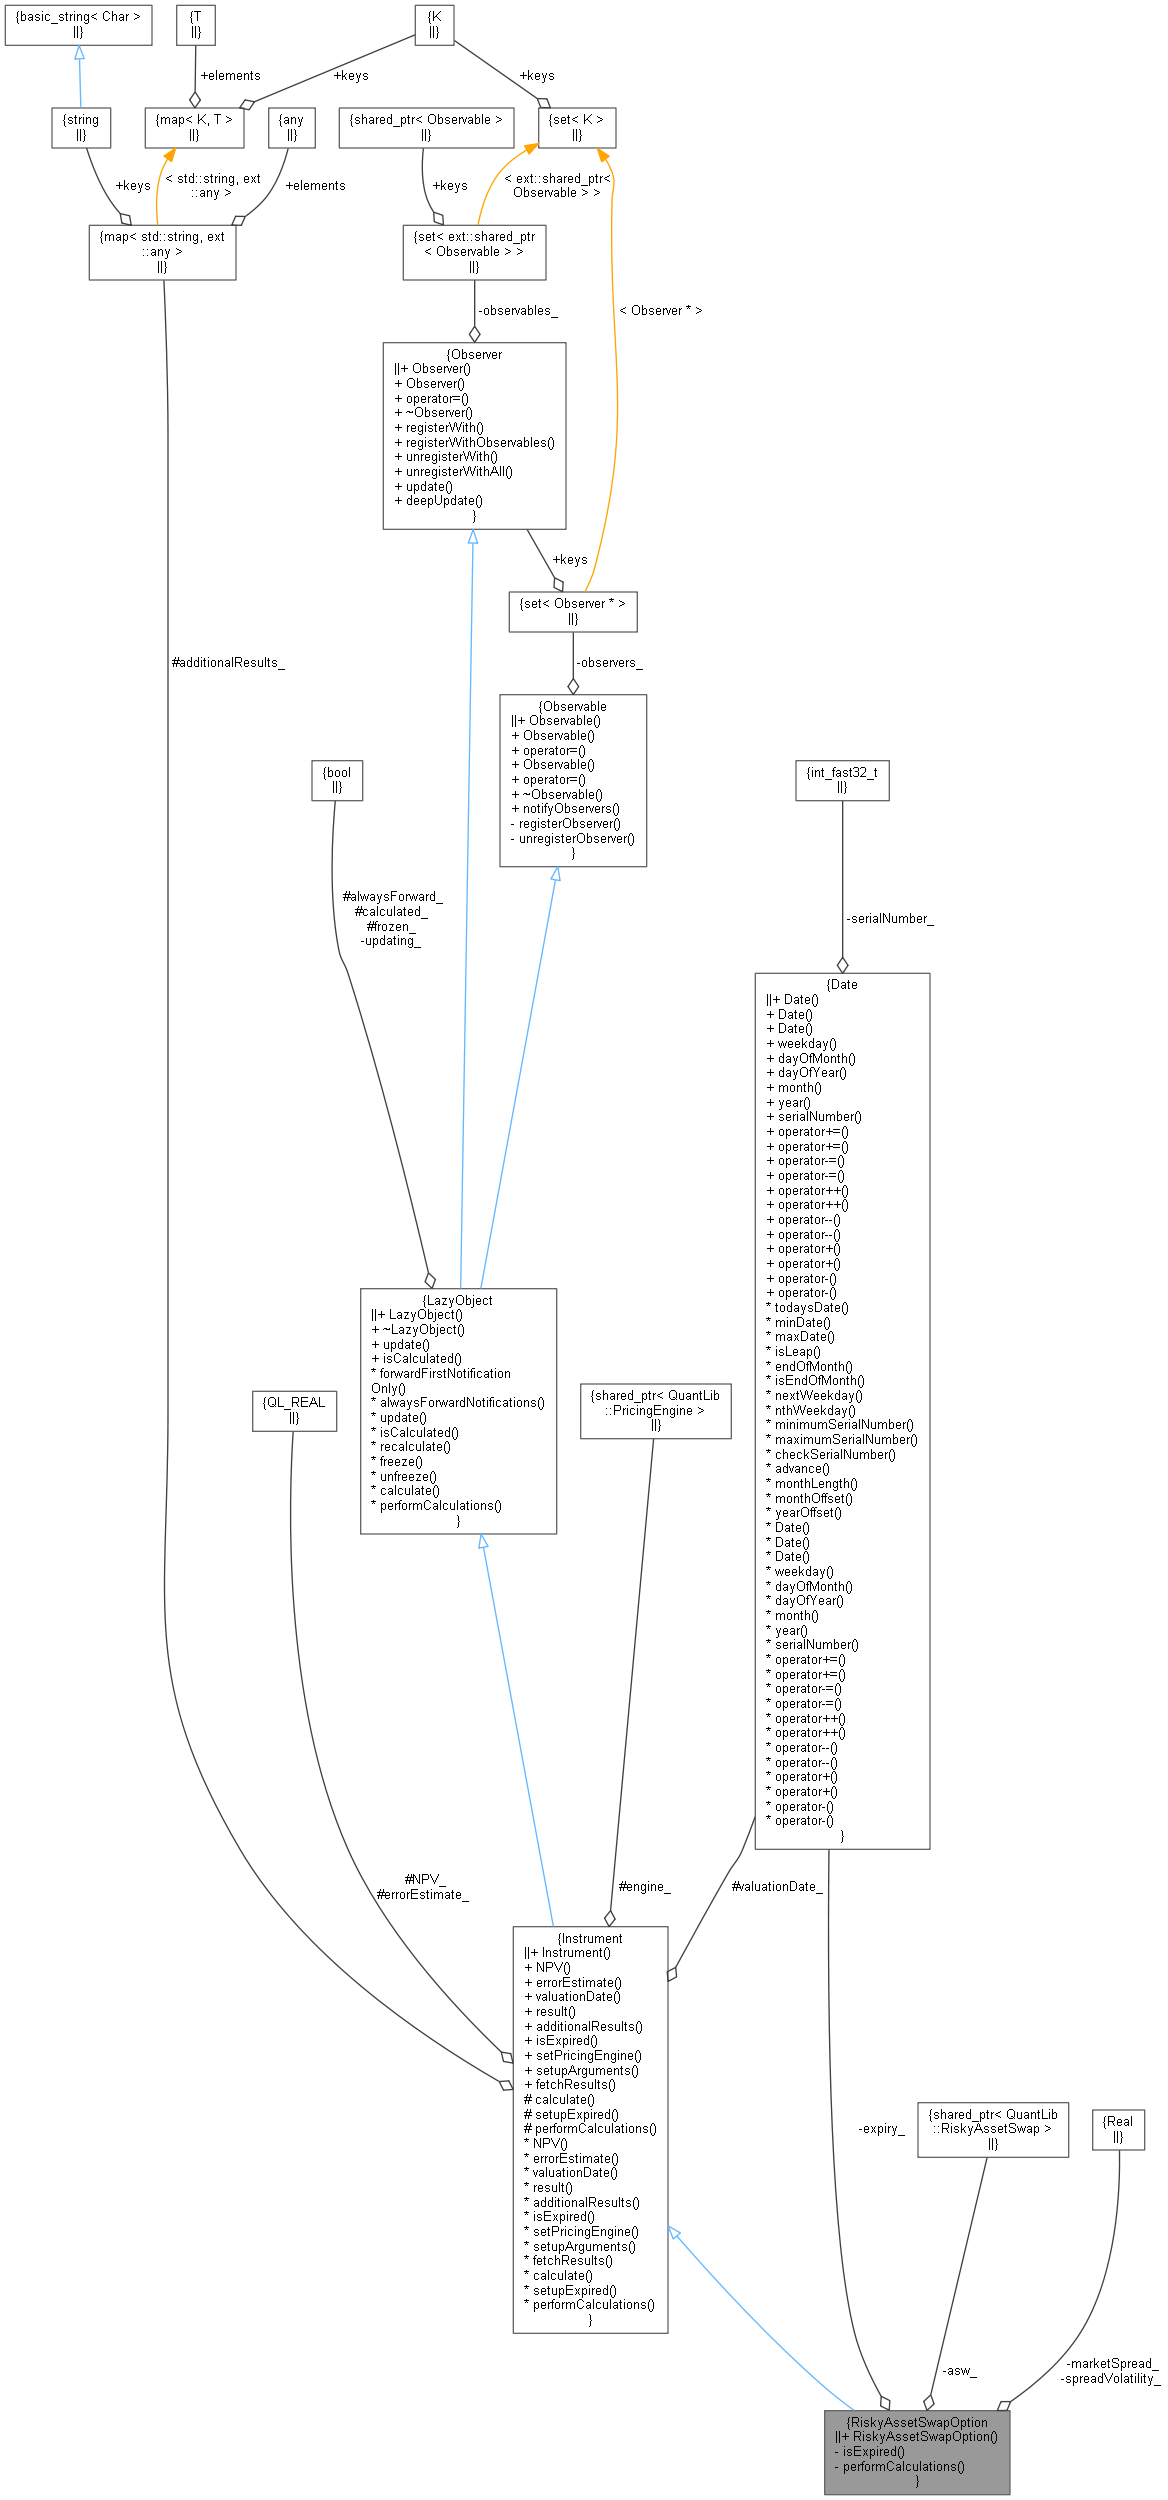 {basic_string< Char >
||}
{T
||}
{K
||}
+elements
+keys
+keys
{string
||}
{map< K, T >
||}
{any
||}
{shared_ptr< Observable >
||}
{set< K >
||}
+keys
< std::string, ext
::any >
+elements
+keys
< ext::shared_ptr<
Observable > >
{map< std::string, ext
::any >
||}
{set< ext::shared_ptr
< Observable > >
||}
-observables_
< Observer * >
{Observer
||+ Observer()
+ Observer()
+ operator=()
+ ~Observer()
+ registerWith()
+ registerWithObservables()
+ unregisterWith()
+ unregisterWithAll()
+ update()
+ deepUpdate()
}
+keys
{set< Observer * >
||}
#additionalResults_
-observers_
{Observable
||+ Observable()
+ Observable()
+ operator=()
+ Observable()
+ operator=()
+ ~Observable()
+ notifyObservers()
- registerObserver()
- unregisterObserver()
}
{bool
||}
{int_fast32_t
||}
#alwaysForward_
#calculated_
#frozen_
-updating_
-serialNumber_
{Date
||+ Date()
+ Date()
+ Date()
+ weekday()
+ dayOfMonth()
+ dayOfYear()
+ month()
+ year()
+ serialNumber()
+ operator+=()
+ operator+=()
+ operator-=()
+ operator-=()
+ operator++()
+ operator++()
+ operator--()
+ operator--()
+ operator+()
+ operator+()
+ operator-()
+ operator-()
* todaysDate()
* minDate()
* maxDate()
* isLeap()
* endOfMonth()
* isEndOfMonth()
* nextWeekday()
* nthWeekday()
* minimumSerialNumber()
* maximumSerialNumber()
* checkSerialNumber()
* advance()
* monthLength()
* monthOffset()
* yearOffset()
* Date()
* Date()
* Date()
* weekday()
* dayOfMonth()
* dayOfYear()
* month()
* year()
* serialNumber()
* operator+=()
* operator+=()
* operator-=()
* operator-=()
* operator++()
* operator++()
* operator--()
* operator--()
* operator+()
* operator+()
* operator-()
* operator-()
}
{LazyObject
||+ LazyObject()
+ ~LazyObject()
+ update()
+ isCalculated()
* forwardFirstNotification
Only()
* alwaysForwardNotifications()
* update()
* isCalculated()
* recalculate()
* freeze()
* unfreeze()
* calculate()
* performCalculations()
}
{QL_REAL
||}
{shared_ptr< QuantLib
::PricingEngine >
||}
#NPV_
#errorEstimate_
#engine_
#valuationDate_
{Instrument
||+ Instrument()
+ NPV()
+ errorEstimate()
+ valuationDate()
+ result()
+ additionalResults()
+ isExpired()
+ setPricingEngine()
+ setupArguments()
+ fetchResults()
# calculate()
# setupExpired()
# performCalculations()
* NPV()
* errorEstimate()
* valuationDate()
* result()
* additionalResults()
* isExpired()
* setPricingEngine()
* setupArguments()
* fetchResults()
* calculate()
* setupExpired()
* performCalculations()
}
-expiry_
{shared_ptr< QuantLib
::RiskyAssetSwap >
||}
{Real
||}
-asw_
-marketSpread_
-spreadVolatility_
{RiskyAssetSwapOption
||+ RiskyAssetSwapOption()
- isExpired()
- performCalculations()
}